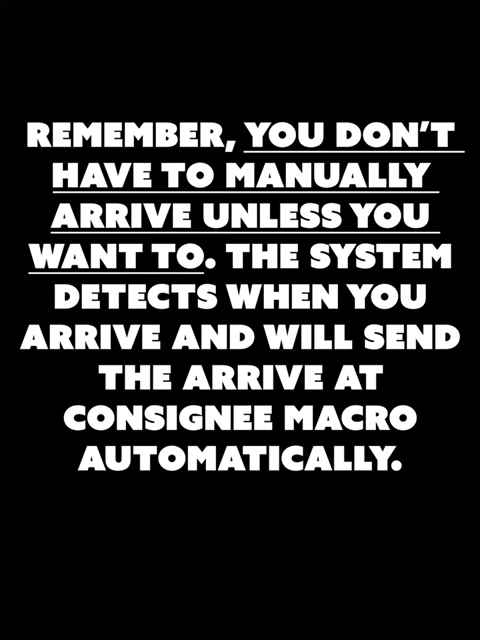 REMEMBER, YOU DON'T
HAVE TO MANUALLY
ARRIVE UNLESS YOU
WANT TO. THE SYSTEM
DETECTS WHEN YOU
ARRIVE AND WILL SEND
THE ARRIVE AT
CONSIGNEE MACRO
AUTOMATICALLY.